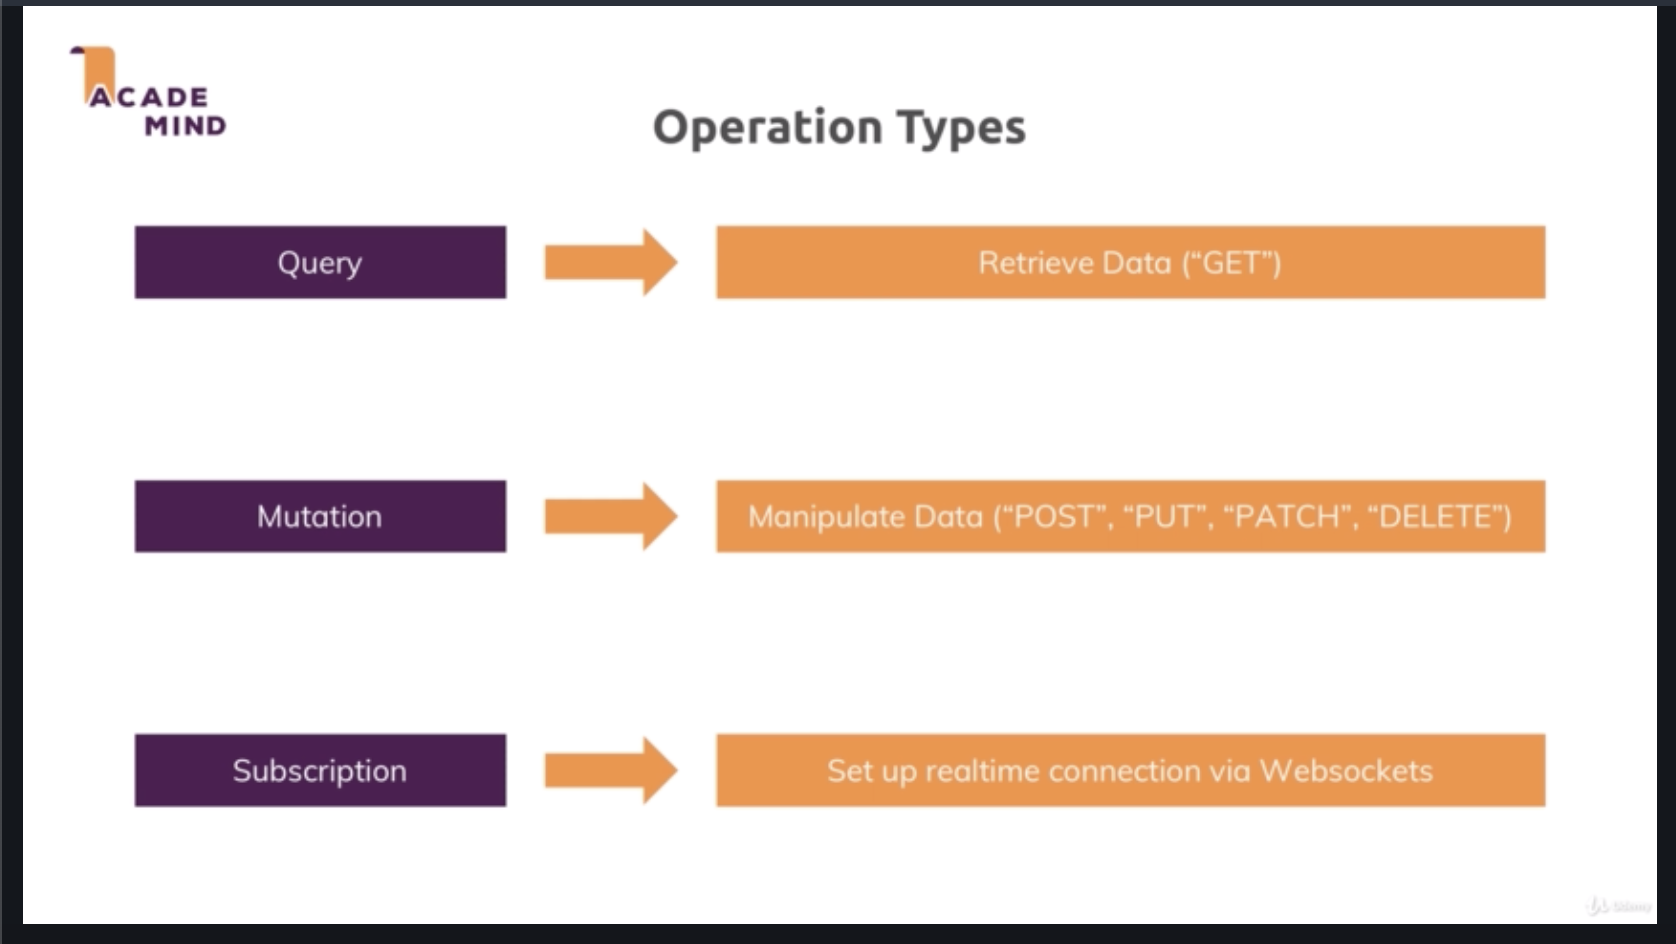 ACADE
MIND
Operation Types
Query
Retrieve Data (“GET”)
Mutation
Manipulate Data (“POST”, “PUT”, “PATCH”, “DELETE”)
Subscription
Set up realtime connection via Websockets
Udemy